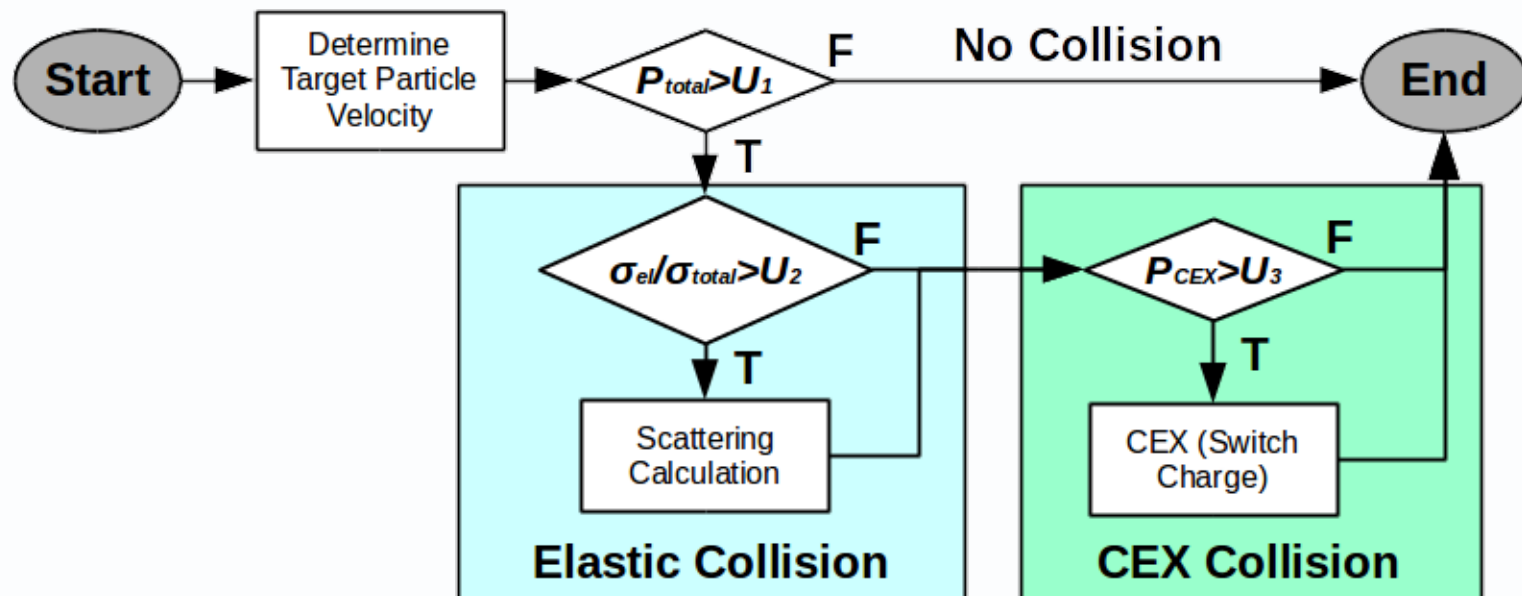 Start
Determine
Target Particle
Velocity
P_total>U_1
F
No Collision
End
T
σ_el/σ_total>U_2
F
T
Scattering
Calculation
Elastic Collision
P_CEX>U_3
F
T
CEX (Switch
Charge)
CEX Collision